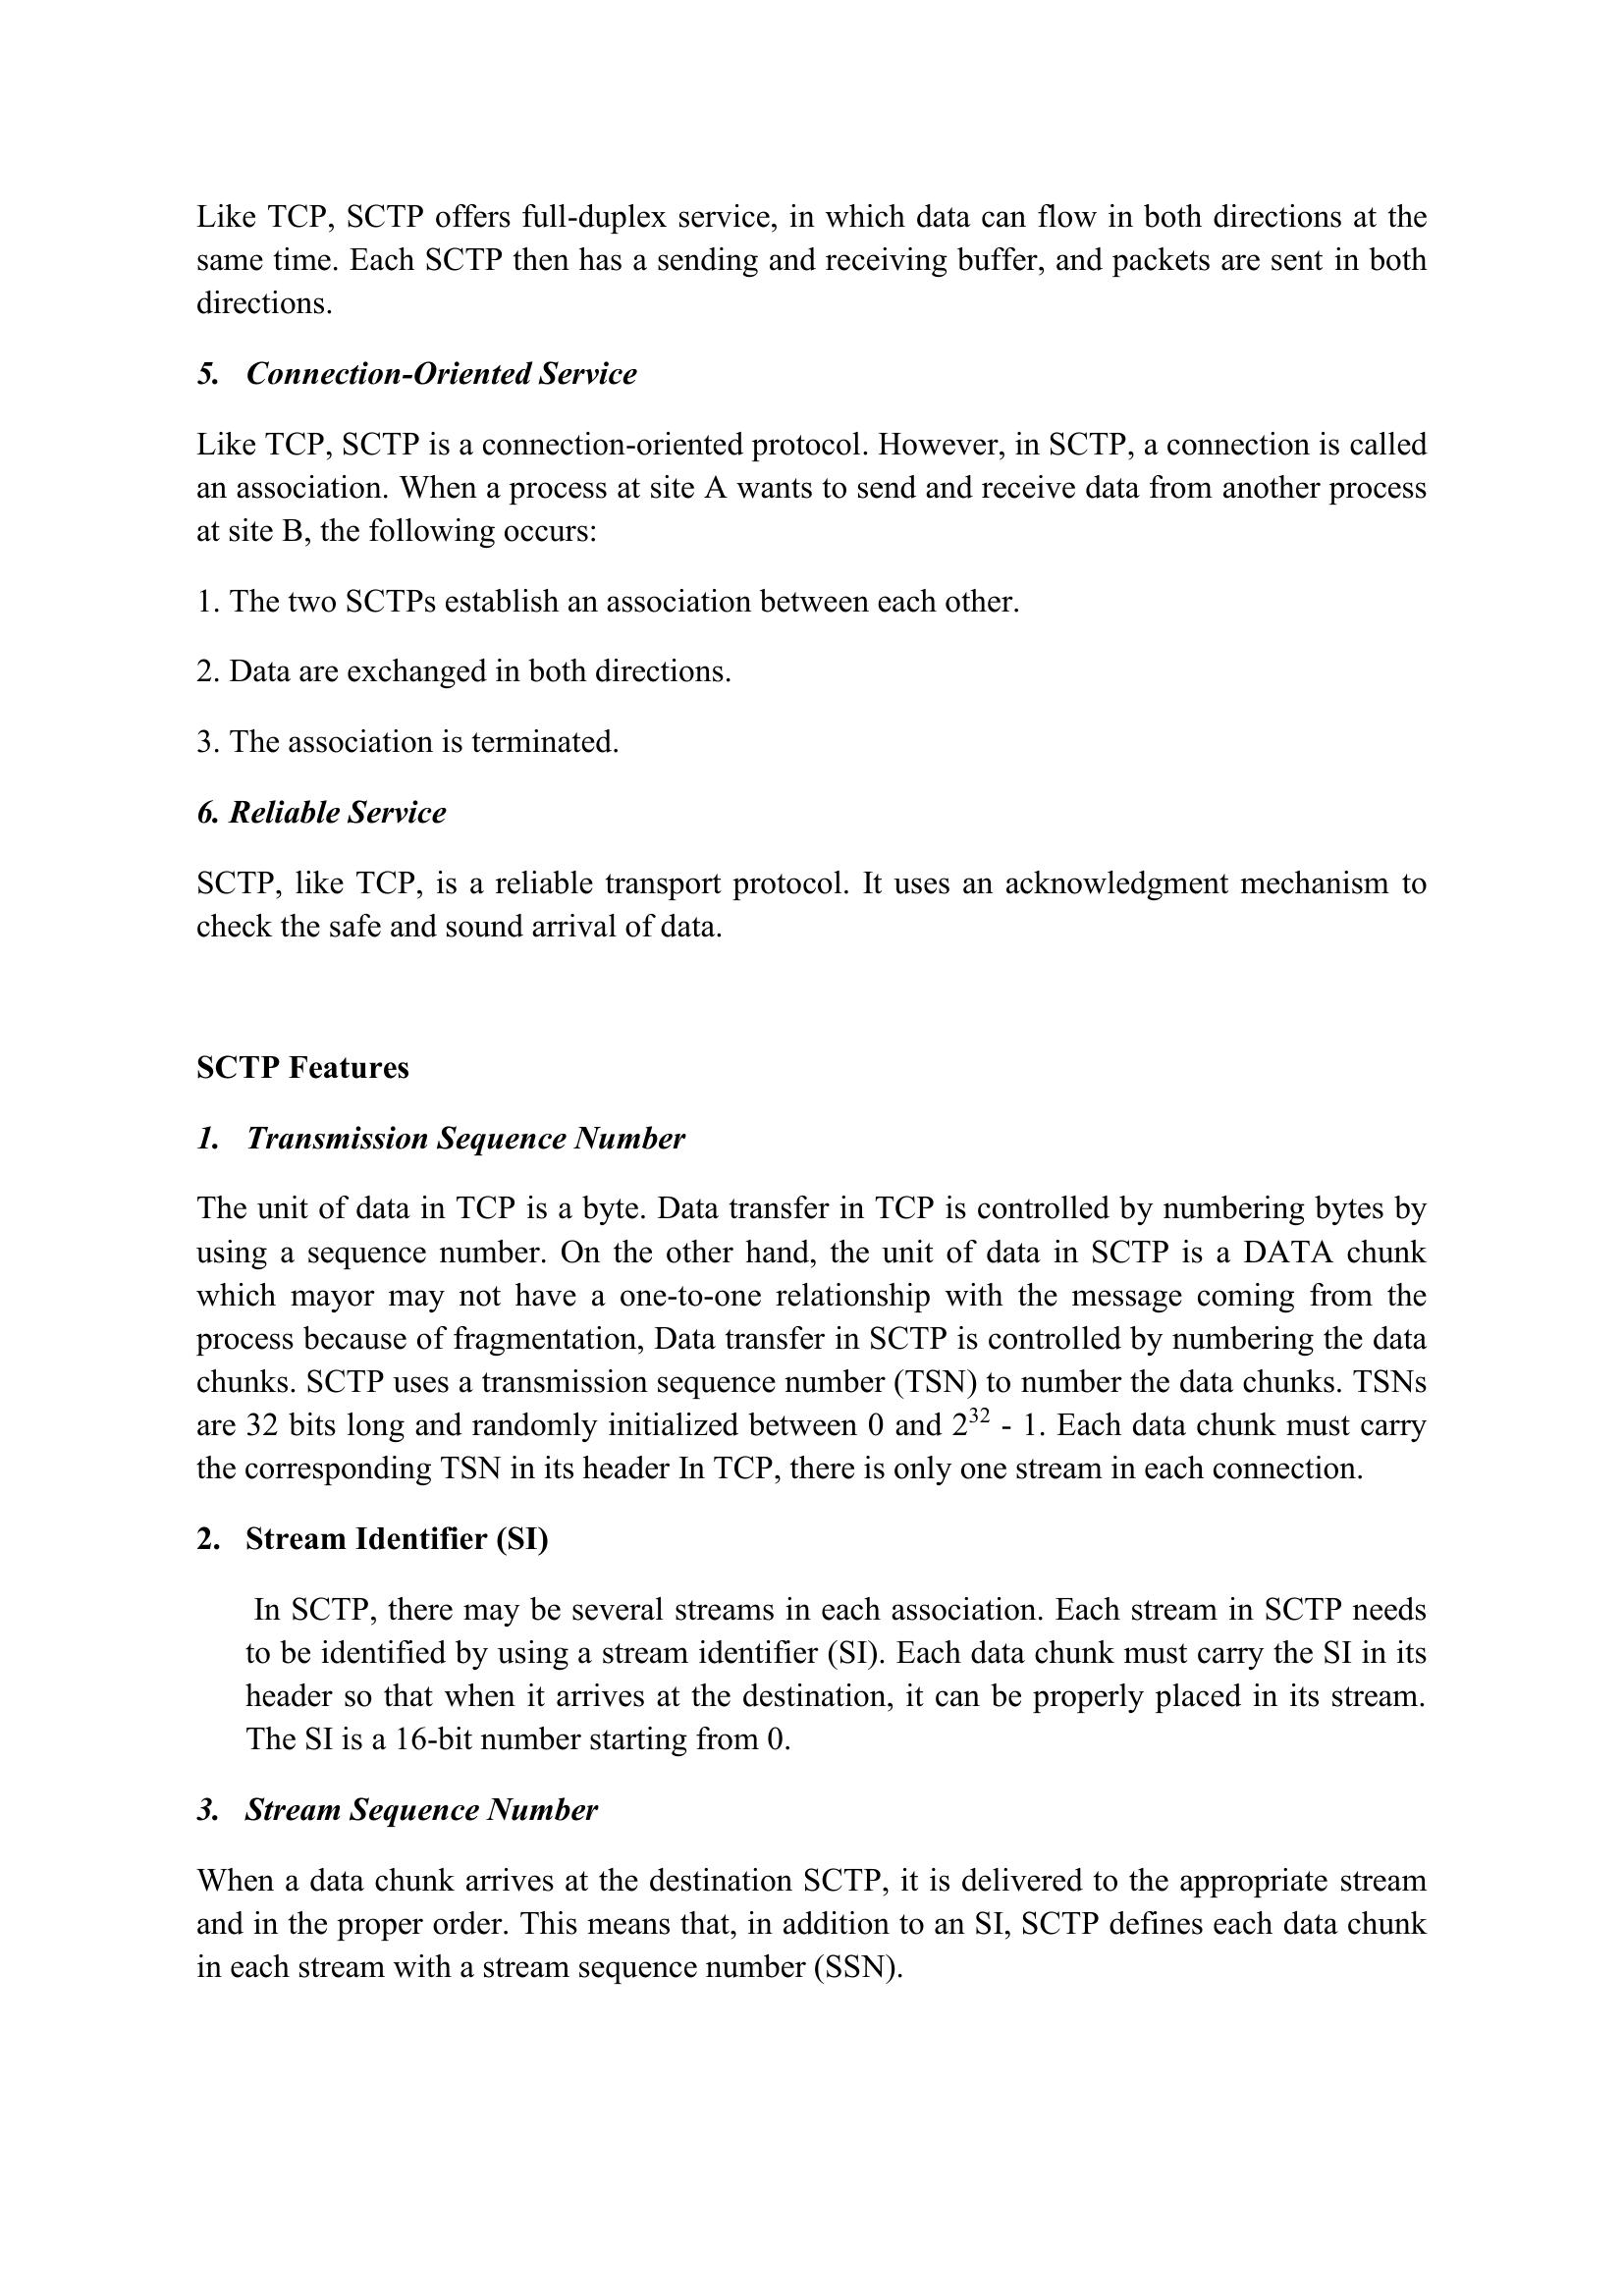 Like TCP, SCTP offers full-duplex service, in which data can flow in both directions at the
same time. Each SCTP then has a sending and receiving buffer, and packets are sent in both
directions.
5. Connection-Oriented Service
Like TCP, SCTP is a connection-oriented protocol. However, in SCTP, a connection is called
an association. When a process at site A wants to send and receive data from another process
at site B, the following occurs:
1. The two SCTPs establish an association between each other.
2. Data are exchanged in both directions.
3. The association is terminated.
6. Reliable Service
SCTP, like TCP, is a reliable transport protocol. It uses an acknowledgment mechanism to
check the safe and sound arrival of data.
SCTP Features
1. Transmission Sequence Number
The unit of data in TCP is a byte. Data transfer in TCP is controlled by numbering bytes by
using a sequence number. On the other hand, the unit of data in SCTP is a DATA chunk
which mayor may not have a one-to-one relationship with the message coming from the
process because of fragmentation, Data transfer in SCTP is controlled by numbering the data
chunks. SCTP uses a transmission sequence number (TSN) to number the data chunks. TSNs
are 32 bits long and randomly initialized between 0 and 2³² - 1. Each data chunk must carry
the corresponding TSN in its header In TCP, there is only one stream in each connection.
2. Stream Identifier (SI)
In SCTP, there may be several streams in each association. Each stream in SCTP needs
to be identified by using a stream identifier (SI). Each data chunk must carry the SI in its
header so that when it arrives at the destination, it can be properly placed in its stream.
The SI is a 16-bit number starting from 0.
3. Stream Sequence Number
When a data chunk arrives at the destination SCTP, it is delivered to the appropriate stream
and in the proper order. This means that, in addition to an SI, SCTP defines each data chunk
in each stream with a stream sequence number (SSN).